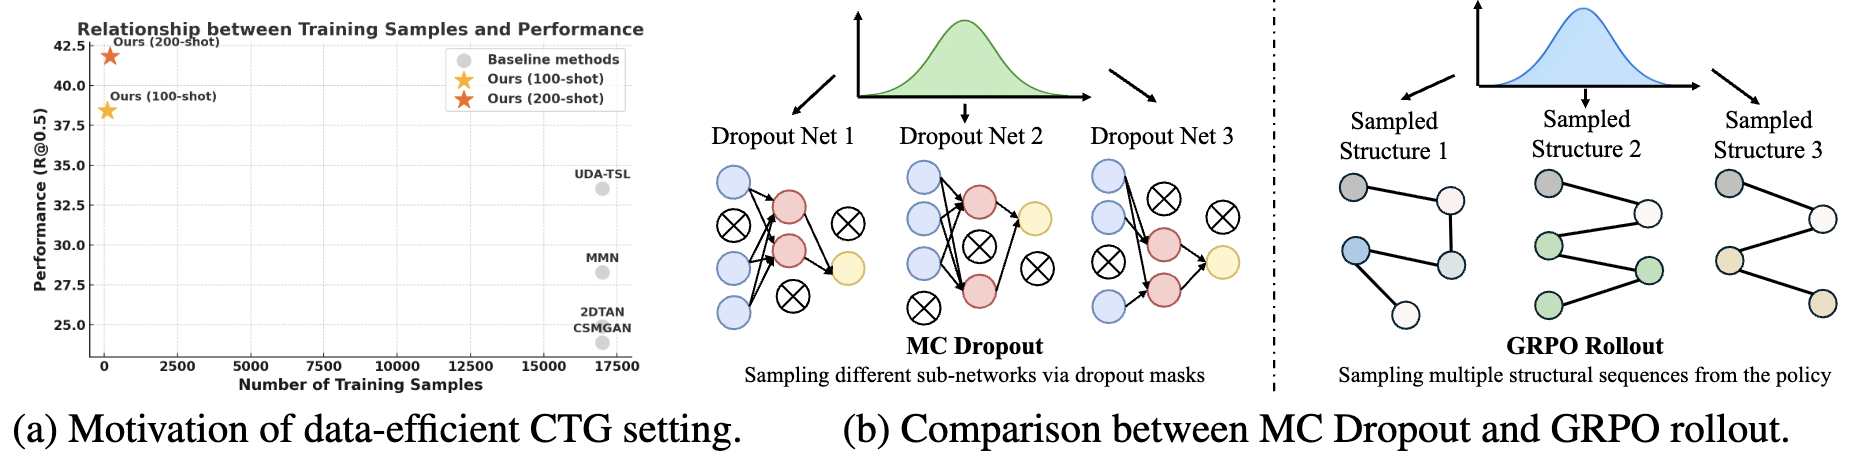 Relationship between Training Samples and Performance
42.5
40.0
37.5
35.0
32.5
30.0
27.5
25.0
Performance (R@0.5)
Ours (200-shot)
Ours (100-shot)
Baseline methods
Ours (100-shot)
Ours (200-shot)
UDA-TSL
MMN
2DTAN
CSMGAN
0 2500 5000 7500 10000 12500 15000 17500
Number of Training Samples
(a) Motivation of data-efficient CTG setting.
Dropout Net 1
Dropout Net 2
Dropout Net 3
MC Dropout
Sampling different sub-networks via dropout masks
Sampled
Structure 1
Sampled
Structure 2
Sampled
Structure 3
GRPO Rollout
Sampling multiple structural sequences from the policy
(b) Comparison between MC Dropout and GRPO rollout.